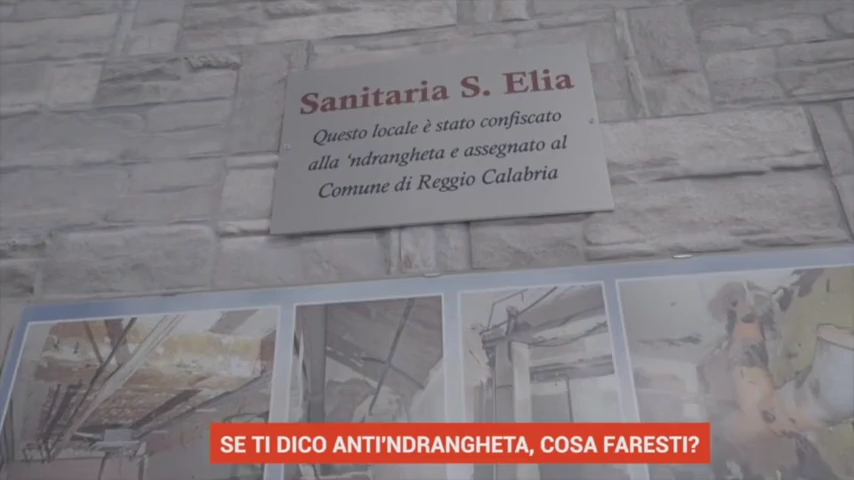 Sanitaria S. Elia
Questo locale è stato confiscato
alla 'ndrangheta e assegnato al
Comune di Reggio Calabria
SE TI DICO ANTI'NDRANGHETA, COSA FARESTI?